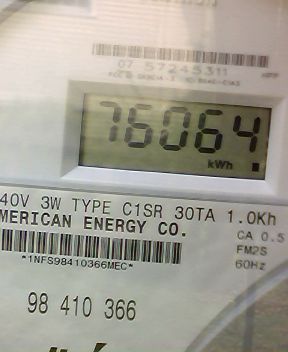 07 57245311
76064
kWh
40V 3W TYPE C1SR 30TA 1.0Kh
MERICAN ENERGY CO.
CA 0.5
FM2S
60Hz
*1NFS98410366MEC*
98 410 366